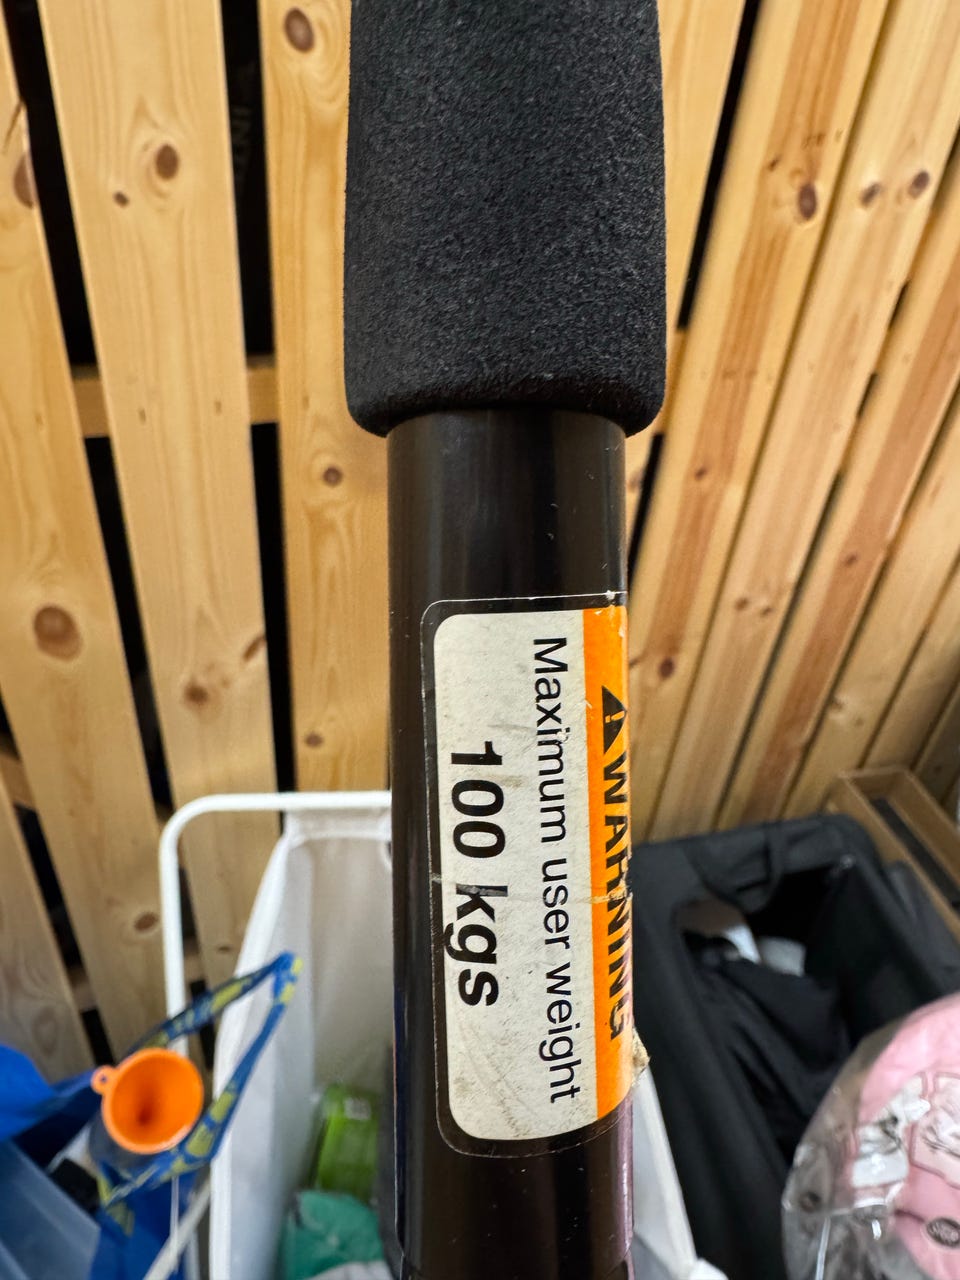 ⚠WARNING
Maximum user weight
100 kgs